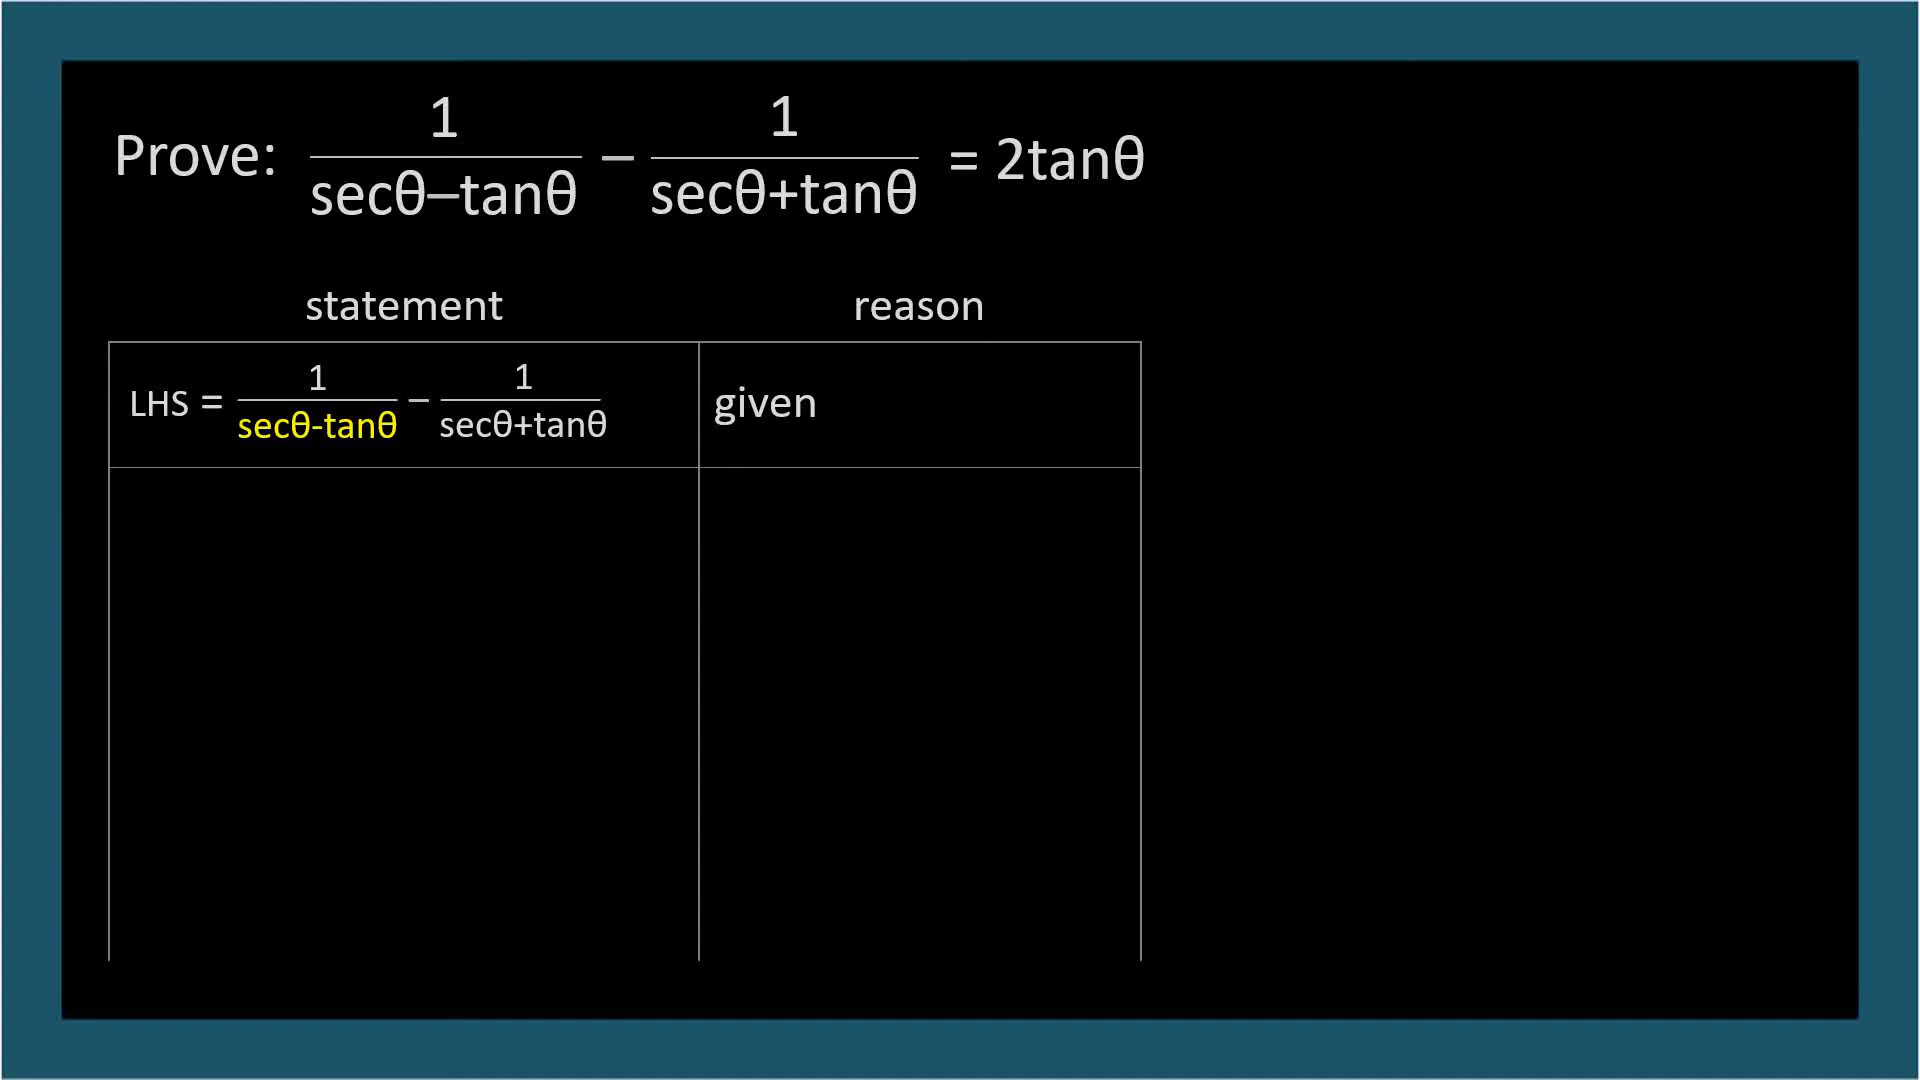 Prove: 1/(secθ–tanθ) – 1/(secθ+tanθ) = 2tanθ
statement reason
LHS = 1/(secθ-tanθ) – 1/(secθ+tanθ) given